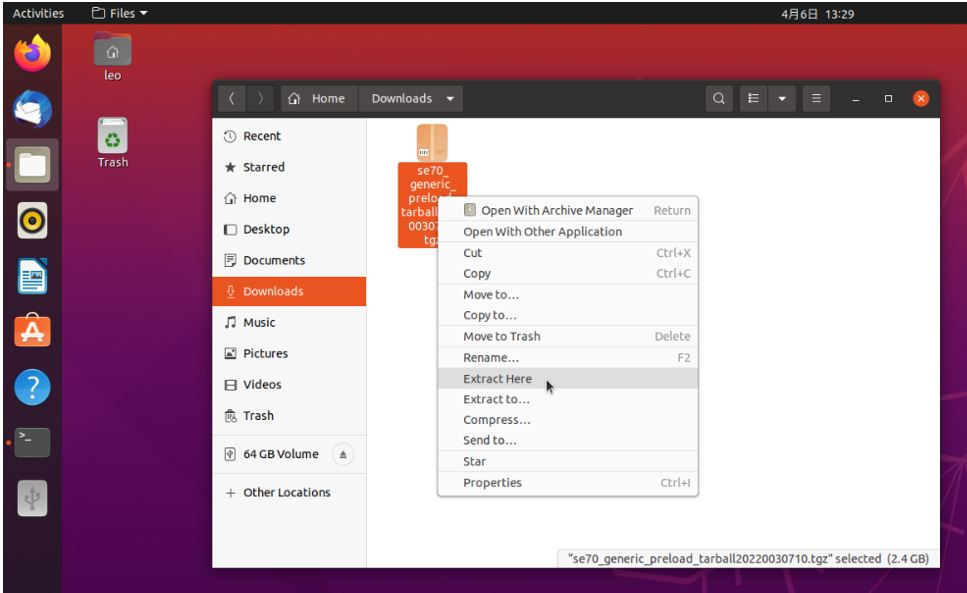 Activities
Files
4月6日 13:29
leo
Trash
Home
Downloads
Recent
Starred
Home
Desktop
Documents
Downloads
Music
Pictures
Videos
Trash
64 GB Volume
Other Locations
se70_
generic_
prelo
d_
tarball
0030
tg
Open With Archive Manager Return
Open With Other Application
Cut Ctrl+X
Copy Ctrl+C
Move to...
Copy to...
Move to Trash Delete
Rename... F2
Extract Here
Extract to...
Compress...
Send to...
Star
Properties Ctrl+I
"se70_generic_preload_tarball20220030710.tgz" selected (2.4 GB)